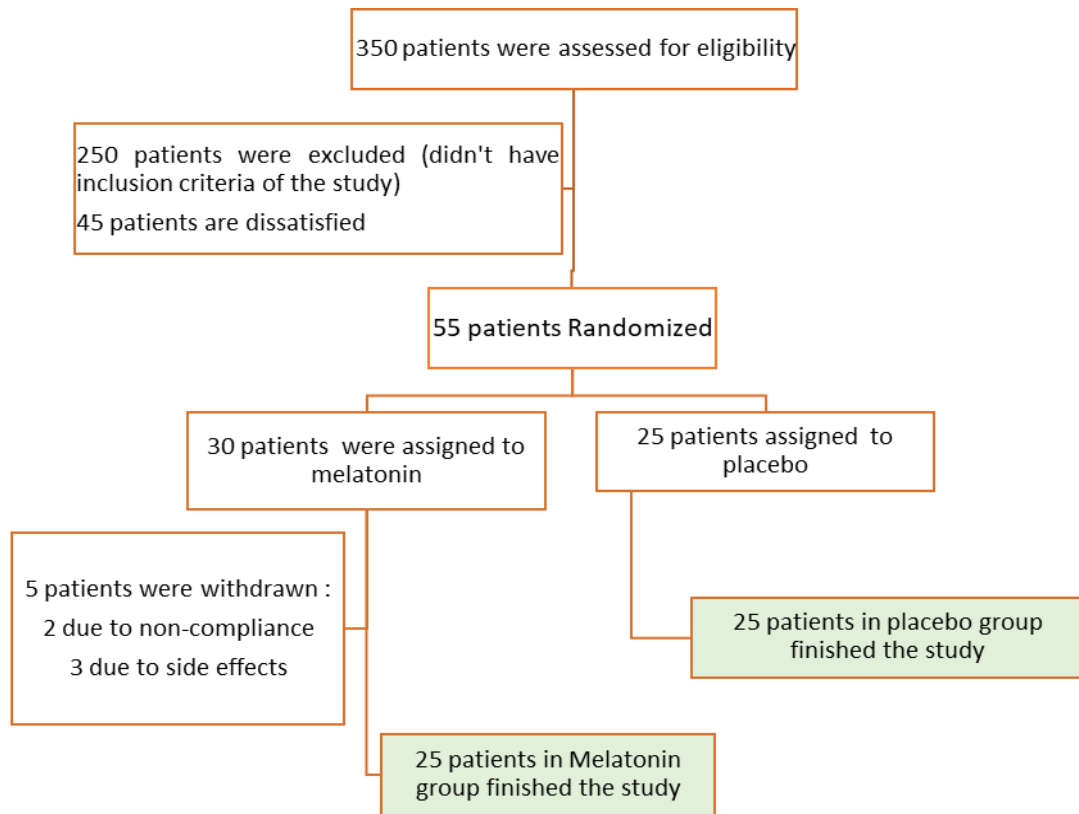 350 patients were assessed for eligibility
250 patients were excluded (didn't have
inclusion criteria of the study)
45 patients are dissatisfied
55 patients Randomized
30 patients were assigned to
melatonin
25 patients assigned to
placebo
5 patients were withdrawn :
2 due to non-compliance
3 due to side effects
25 patients in placebo group
finished the study
25 patients in Melatonin
group finished the study